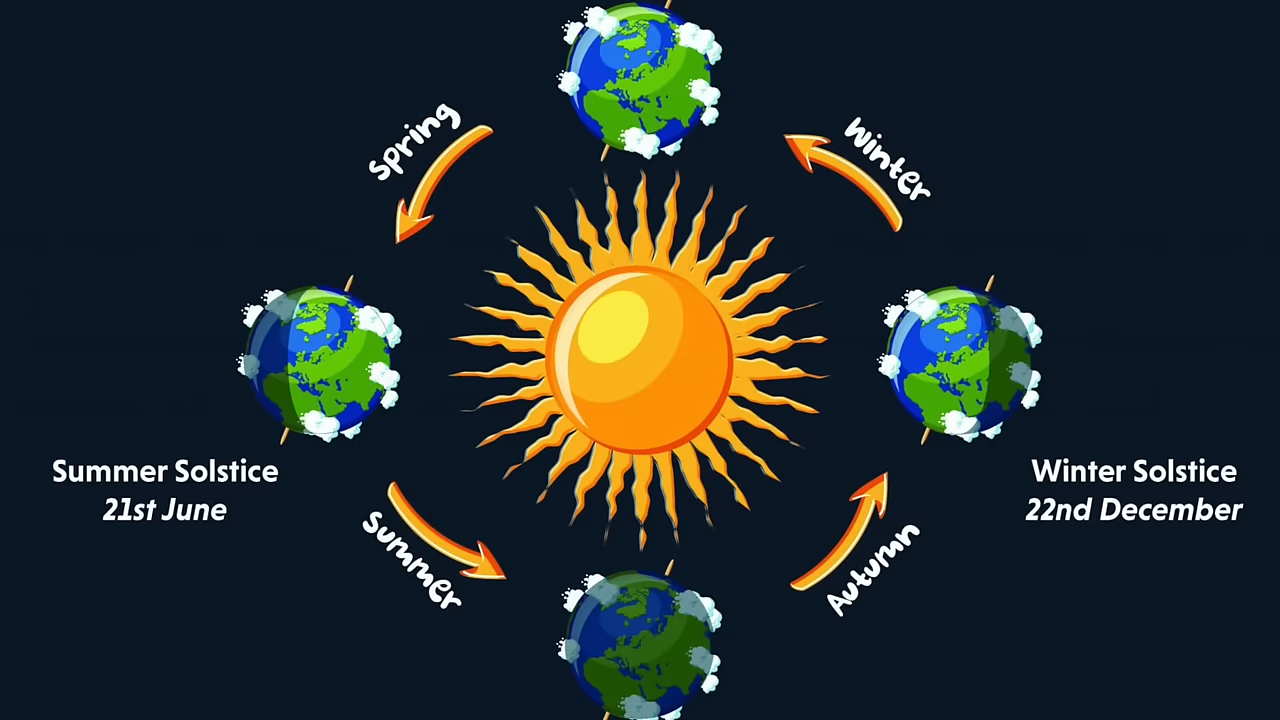 Spring
Winter
Summer Solstice
21st June
Winter Solstice
22nd December
Summer
Autumn